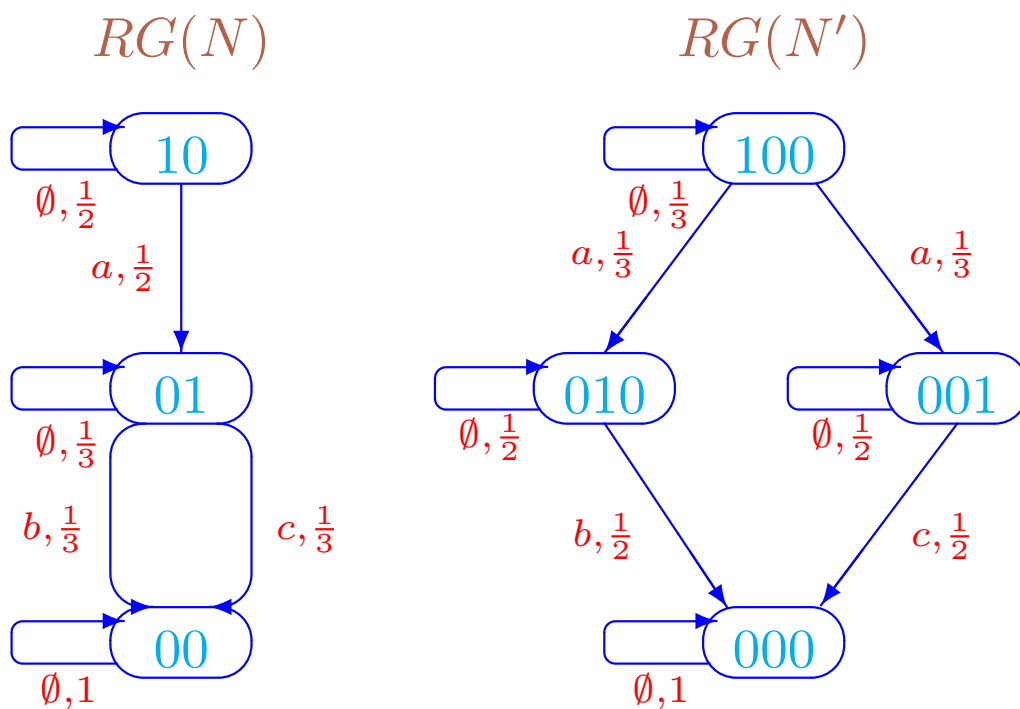 RG(N) RG(N′)
10 100
∅, 1/2 ∅, 1/3
a, 1/2 a, 1/3 a, 1/3
01 010 001
∅, 1/3 ∅, 1/2 ∅, 1/2
b, 1/3 c, 1/3 b, 1/2 c, 1/2
00 000
∅,1 ∅,1